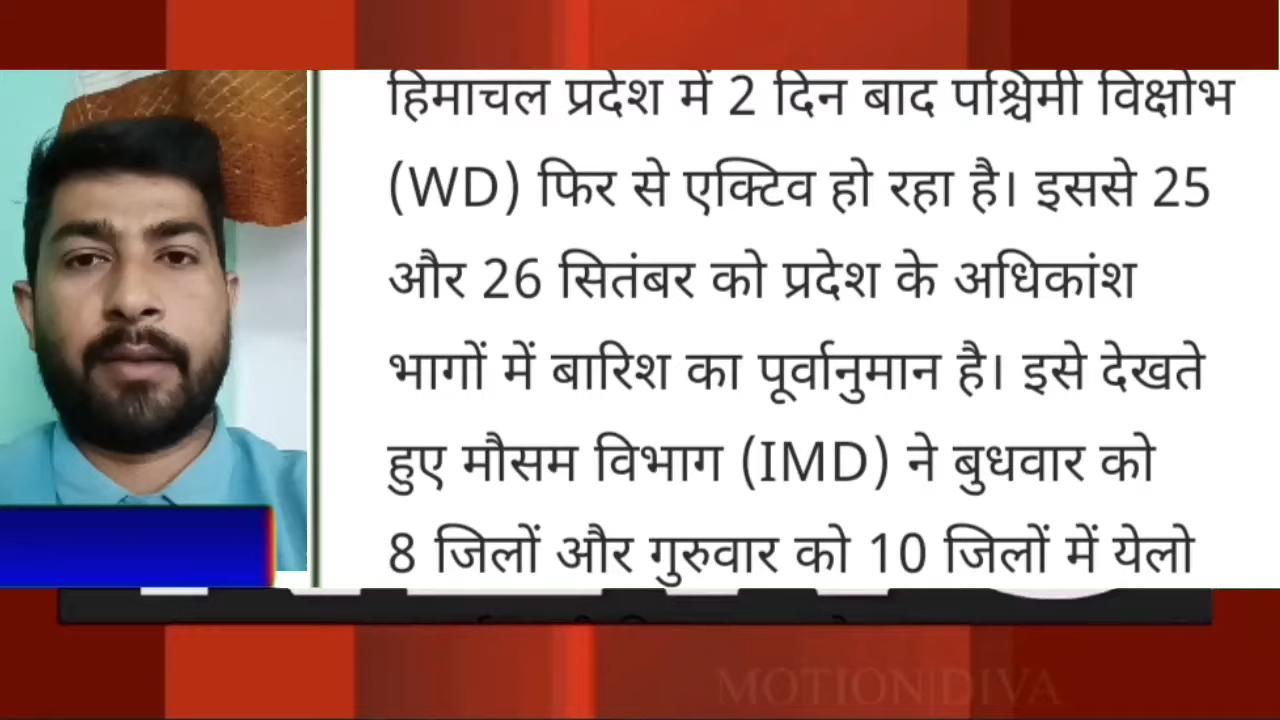 हिमाचल प्रदेश में 2 दिन बाद पश्चिमी विक्षोभ
(WD) फिर से एक्टिव हो रहा है। इससे 25
और 26 सितंबर को प्रदेश के अधिकांश
भागों में बारिश का पूर्वानुमान है। इसे देखते
हुए मौसम विभाग (IMD) ने बुधवार को
8 जिलों और गुरुवार को 10 जिलों में येलो
MOTION|DIVA